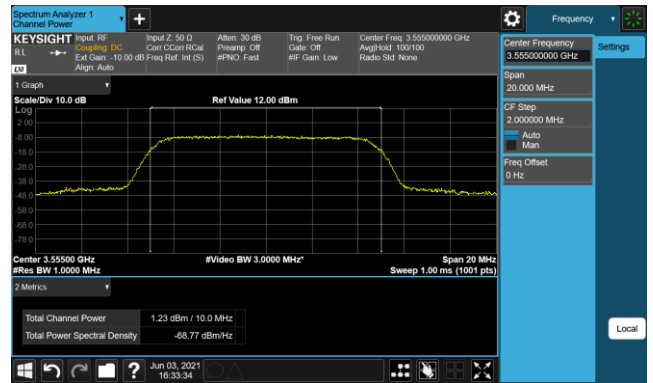 Spectrum Analyzer 1
Channel Power
+
Frequency
KEYSIGHT
RL
LXI
Input: RF
Coupling: DC
Ext Gain: -10.00 dB
Align: Auto
Input Z: 50 Ω
Corr CCorr RCal
Freq Ref: Int (S)
Atten: 30 dB
Preamp: Off
#PNO: Fast
Trig: Free Run
Gate: Off
#IF Gain: Low
Center Freq: 3.555000000 GHz
Avg|Hold: 100/100
Radio Std: None
Center Frequency
3.555000000 GHz
Settings
Span
20.000 MHz
CF Step
2.000000 MHz
Auto
Man
Freq Offset
0 Hz
1 Graph
Scale/Div 10.0 dB
Ref Value 12.00 dBm
Log
2.00
-8.00
-18.0
-28.0
-38.0
-48.0
-58.0
-68.0
-78.0
Center 3.55500 GHz
#Video BW 3.0000 MHz*
Span 20 MHz
#Res BW 1.0000 MHz
Sweep 1.00 ms (1001 pts)
2 Metrics
Total Channel Power 1.23 dBm / 10.0 MHz
Total Power Spectral Density -68.77 dBm/Hz
Local
?
Jun 03, 2021
16:33:34